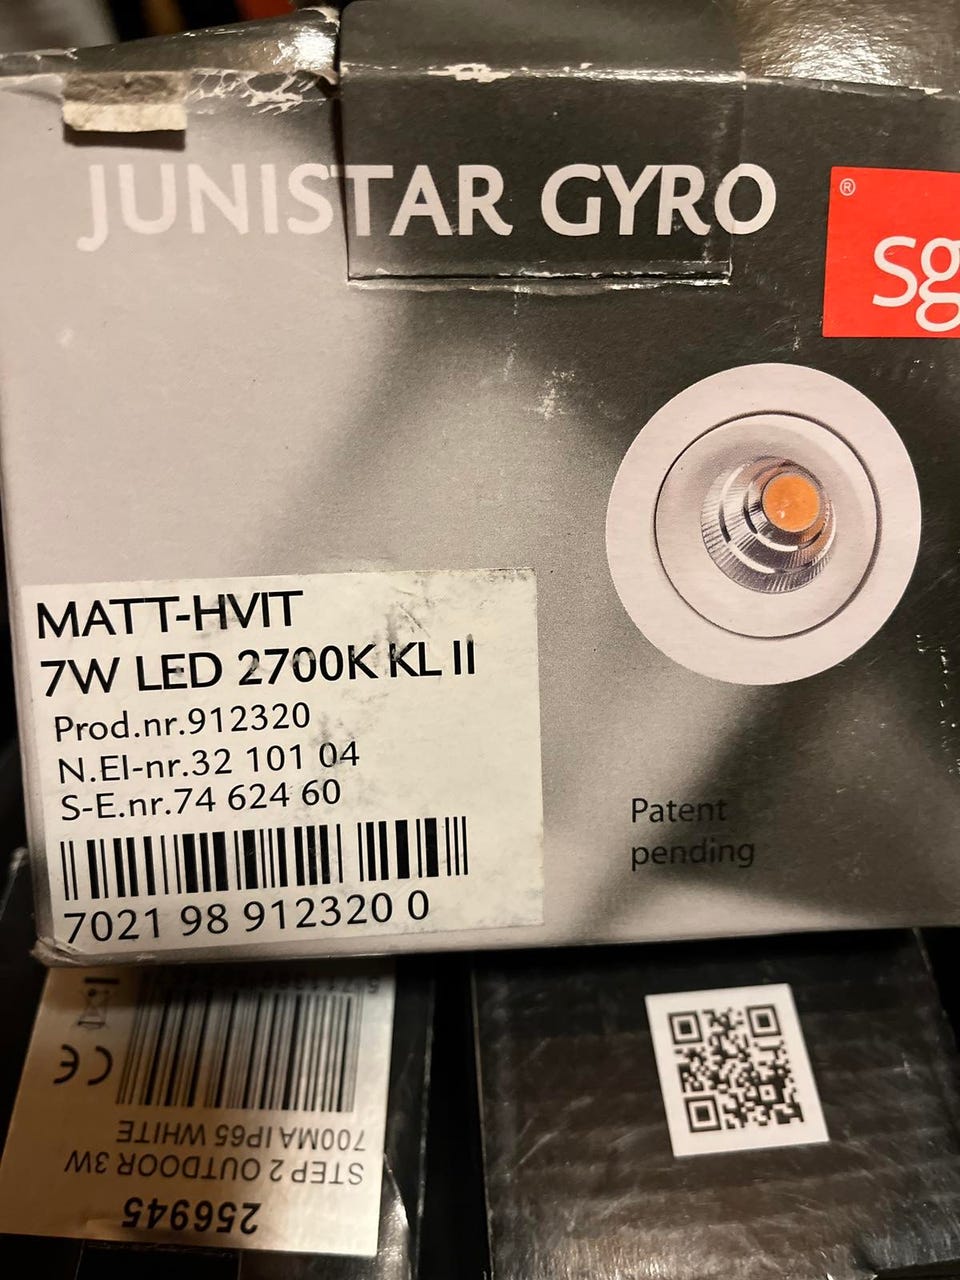 JUNISTAR GYRO
®
sg
MATT-HVIT
7W LED 2700K KL II
Prod.nr.912320
N.El-nr.32 101 04
S-E.nr.74 624 60
7021 98 912320 0
Patent
pending
CE
256945
STEP 2 OUTDOOR 3W
700MA IP65 WHITE